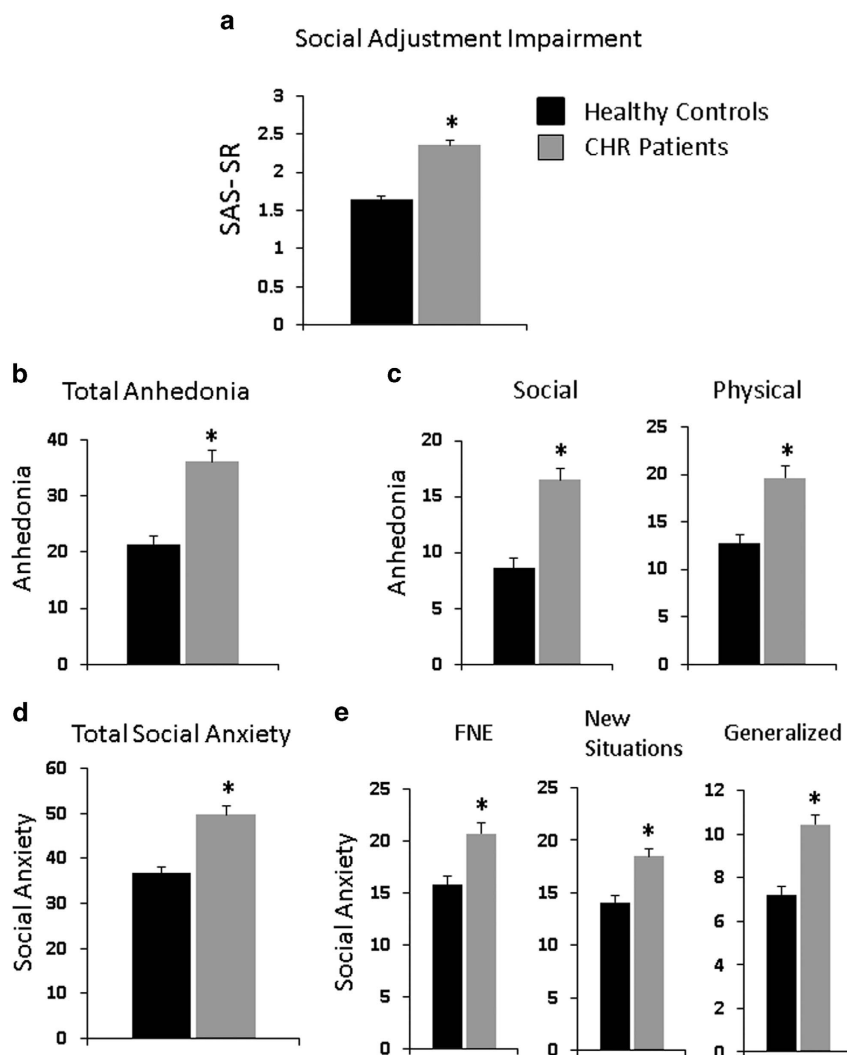 a
Social Adjustment Impairment
SAS- SR
3
2.5
2
1.5
1
0.5
0
*
Healthy Controls
CHR Patients
b
Total Anhedonia
Anhedonia
40
30
20
10
0
*
c
Social
Anhedonia
20
15
10
5
0
*
Physical
25
20
15
10
5
0
*
d
Total Social Anxiety
Social Anxiety
60
50
40
30
20
10
0
*
e
FNE
Social Anxiety
25
20
15
10
5
0
*
New
Situations
25
20
15
10
5
0
*
Generalized
12
10
8
6
4
2
0
*